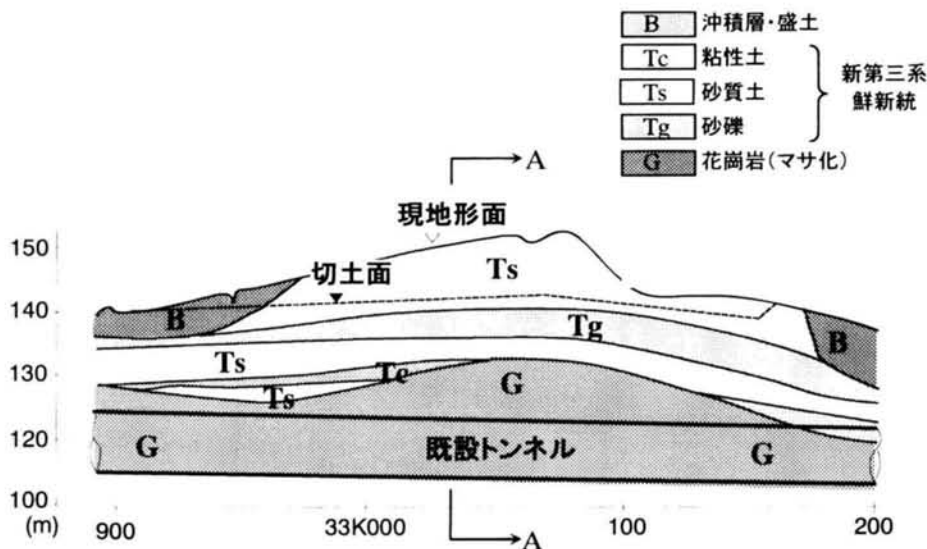 B 沖積層・盛土
Tc 粘性土
Ts 砂質土
Tg 砂礫
G 花崗岩(マサ化)
新第三系
鮮新統
A
現地形面
150
Ts
切土面
140
B
Tg
B
Ts
130
Tc
G
Ts
120
G
既設トンネル
G
100
(m)
900
33K000
100
200
A